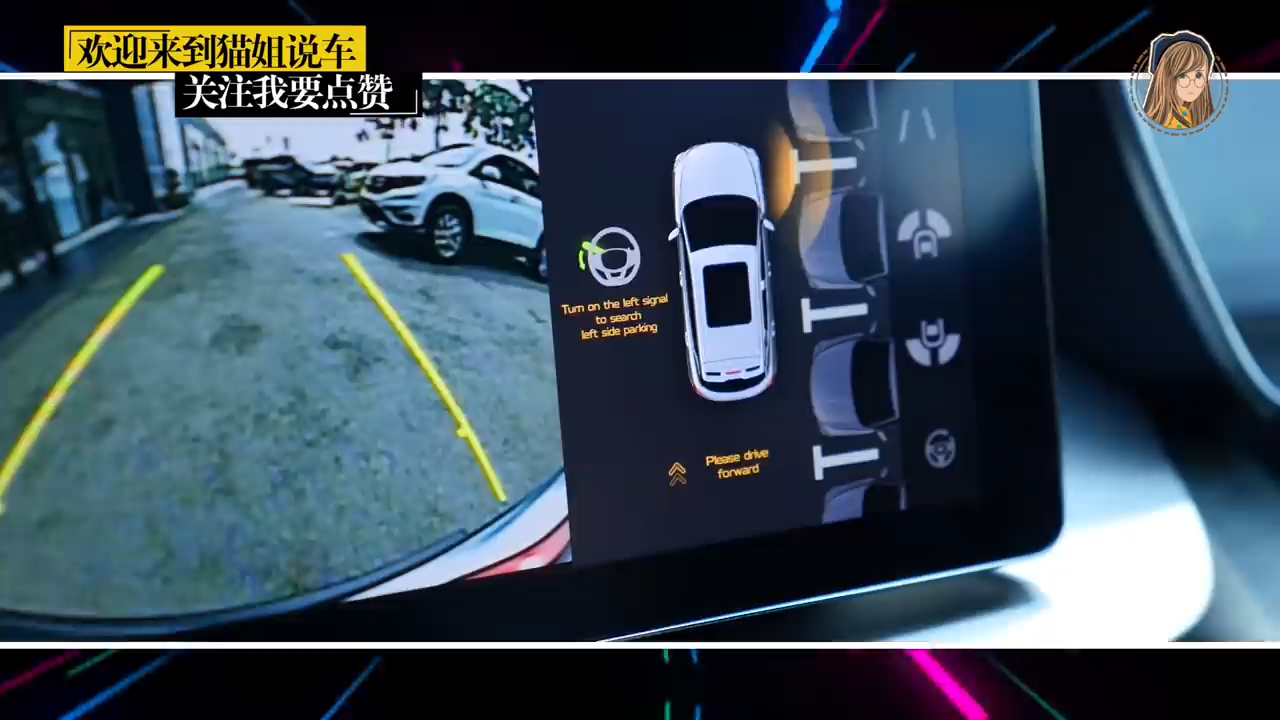 「欢迎来到猫姐说车
关注我要点赞」
Turn on the left signal
to search
left side parking
Please drive
forward